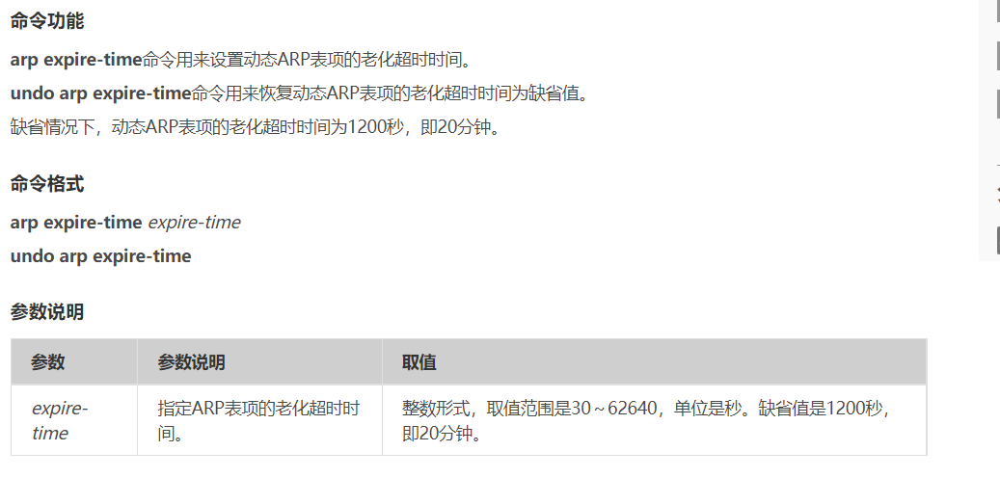 命令功能
arp expire-time命令用来设置动态ARP表项的老化超时时间。
undo arp expire-time命令用来恢复动态ARP表项的老化超时时间为缺省值。
缺省情况下，动态ARP表项的老化超时时间为1200秒，即20分钟。
命令格式
arp expire-time expire-time
undo arp expire-time
参数说明
参数 参数说明 取值
expire-
time
指定ARP表项的老化超时时
间。
整数形式，取值范围是30～62640，单位是秒。缺省值是1200秒，
即20分钟。